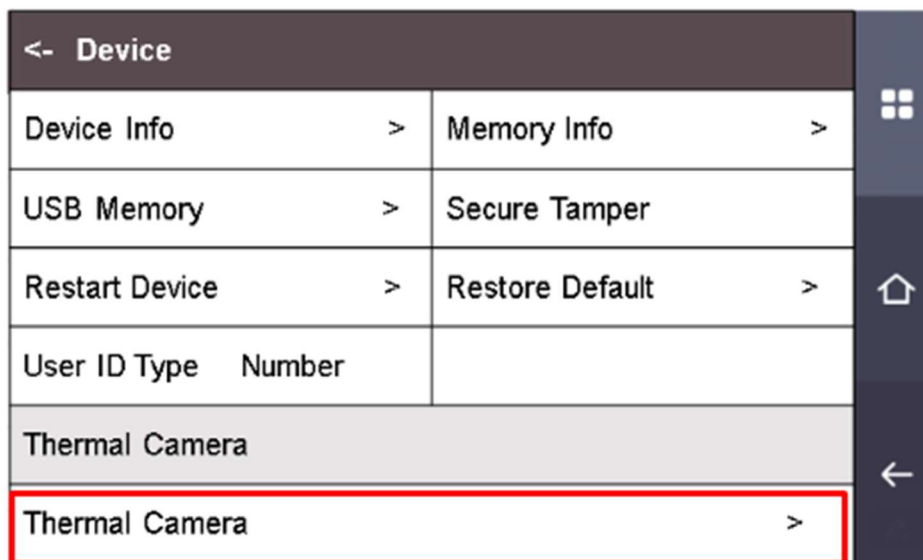 <- Device
Device Info > Memory Info >
USB Memory > Secure Tamper
Restart Device > Restore Default >
User ID Type Number
Thermal Camera
Thermal Camera >